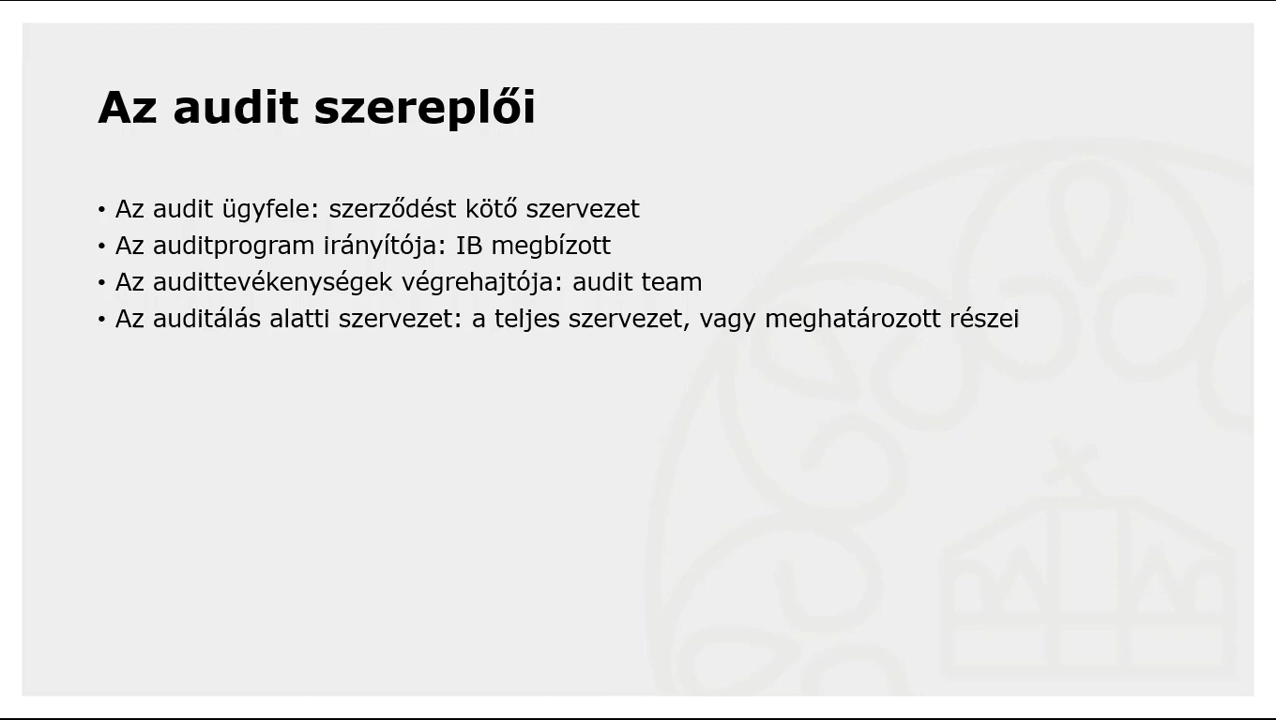 Az audit szereplői
• Az audit ügyfele: szerződést kötő szervezet
• Az auditprogram irányítója: IB megbízott
• Az audittevékenységek végrehajtója: audit team
• Az auditálás alatti szervezet: a teljes szervezet, vagy meghatározott részei